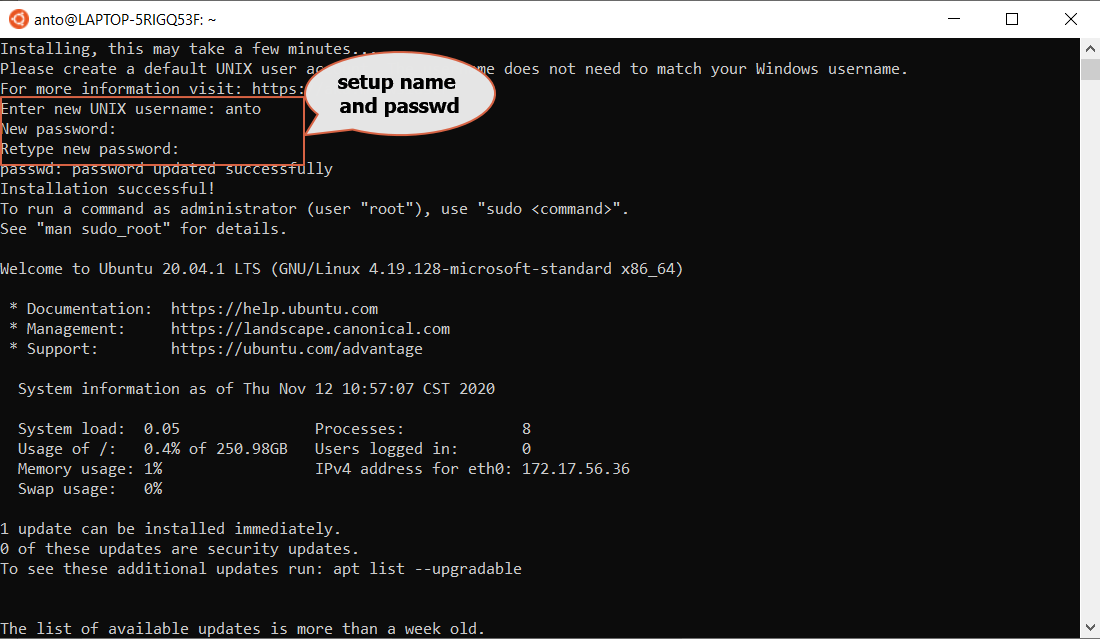 anto@LAPTOP-5RIGQ53F: ~
Installing, this may take a few minutes...
Please create a default UNIX user me does not need to match your Windows username.
For more information visit: https:
setup name
and passwd
Enter new UNIX username: anto
New password:
Retype new password:
passwd: password updated successfully
Installation successful!
To run a command as administrator (user "root"), use "sudo <command>".
See "man sudo_root" for details.
Welcome to Ubuntu 20.04.1 LTS (GNU/Linux 4.19.128-microsoft-standard x86_64)
* Documentation: https://help.ubuntu.com
* Management: https://landscape.canonical.com
* Support: https://ubuntu.com/advantage
System information as of Thu Nov 12 10:57:07 CST 2020
System load: 0.05 Processes: 8
Usage of /: 0.4% of 250.98GB Users logged in: 0
Memory usage: 1% IPv4 address for eth0: 172.17.56.36
Swap usage: 0%
1 update can be installed immediately.
0 of these updates are security updates.
To see these additional updates run: apt list --upgradable
The list of available updates is more than a week old.